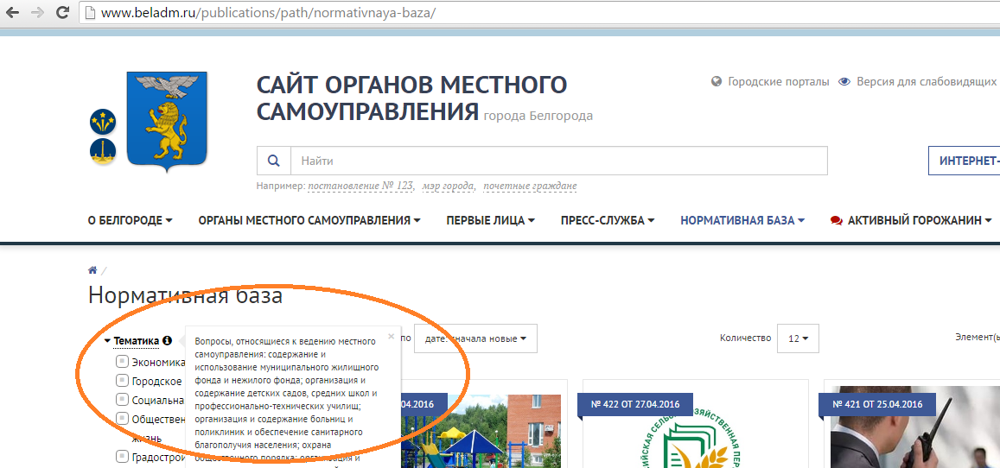 www.beladm.ru/publications/path/normativnaya-baza/
САЙТ ОРГАНОВ МЕСТНОГО
САМОУПРАВЛЕНИЯ города Белгорода
Городские порталы Версия для слабовидящих
Найти
ИНТЕРНЕТ-
Например: постановление № 123, мэр города, почетные граждане
О БЕЛГОРОДЕ ОРГАНЫ МЕСТНОГО САМОУПРАВЛЕНИЯ ПЕРВЫЕ ЛИЦА ПРЕСС-СЛУЖБА НОРМАТИВНАЯ БАЗА АКТИВНЫЙ ГОРОЖАНИН
/
Нормативная база
Тематика
Экономика
Городское
Социальна
Обществен
жизнь
Градострои
×
Вопросы, относящиеся к ведению местного
самоуправления: содержание и
использование муниципального жилищного
фонда и нежилого фонда; организация и
содержание детских садов, средних школ и
профессионально-технических училищ;
организация и содержание больниц и
поликлиник и обеспечение санитарного
благополучия населения; охрана
общественного порядка; организация и
по дате: сначала новые
Количество 12
Элемент(ы
04.2016
№ 422 ОТ 27.04.2016
№ 421 ОТ 25.04.2016